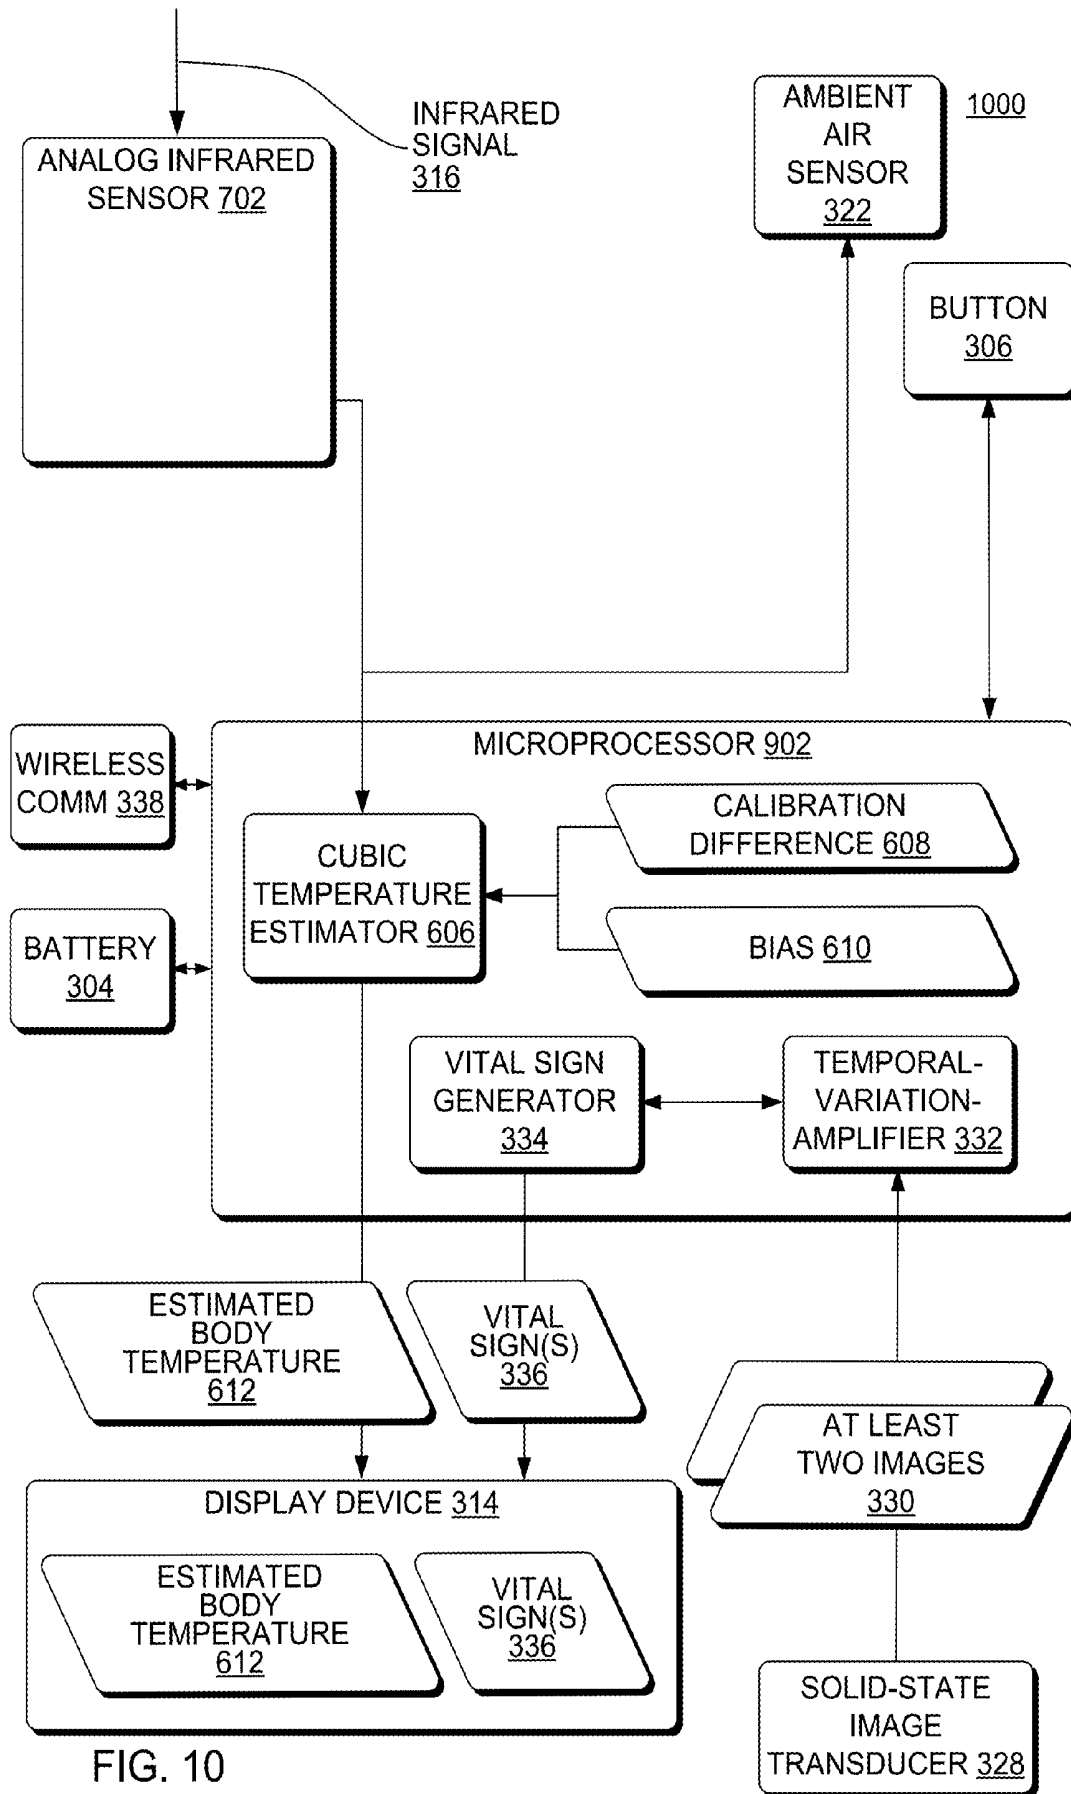 INFRARED
SIGNAL
316
ANALOG INFRARED
SENSOR 702
AMBIENT
AIR
SENSOR
322
1000
BUTTON
306
WIRELESS
COMM 338
BATTERY
304
MICROPROCESSOR 902
CUBIC
TEMPERATURE
ESTIMATOR 606
CALIBRATION
DIFFERENCE 608
BIAS 610
VITAL SIGN
GENERATOR
334
TEMPORAL-
VARIATION-
AMPLIFIER 332
ESTIMATED
BODY
TEMPERATURE
612
VITAL
SIGN(S)
336
AT LEAST
TWO IMAGES
330
DISPLAY DEVICE 314
ESTIMATED
BODY
TEMPERATURE
612
VITAL
SIGN(S)
336
SOLID-STATE
IMAGE
TRANSDUCER 328
FIG. 10